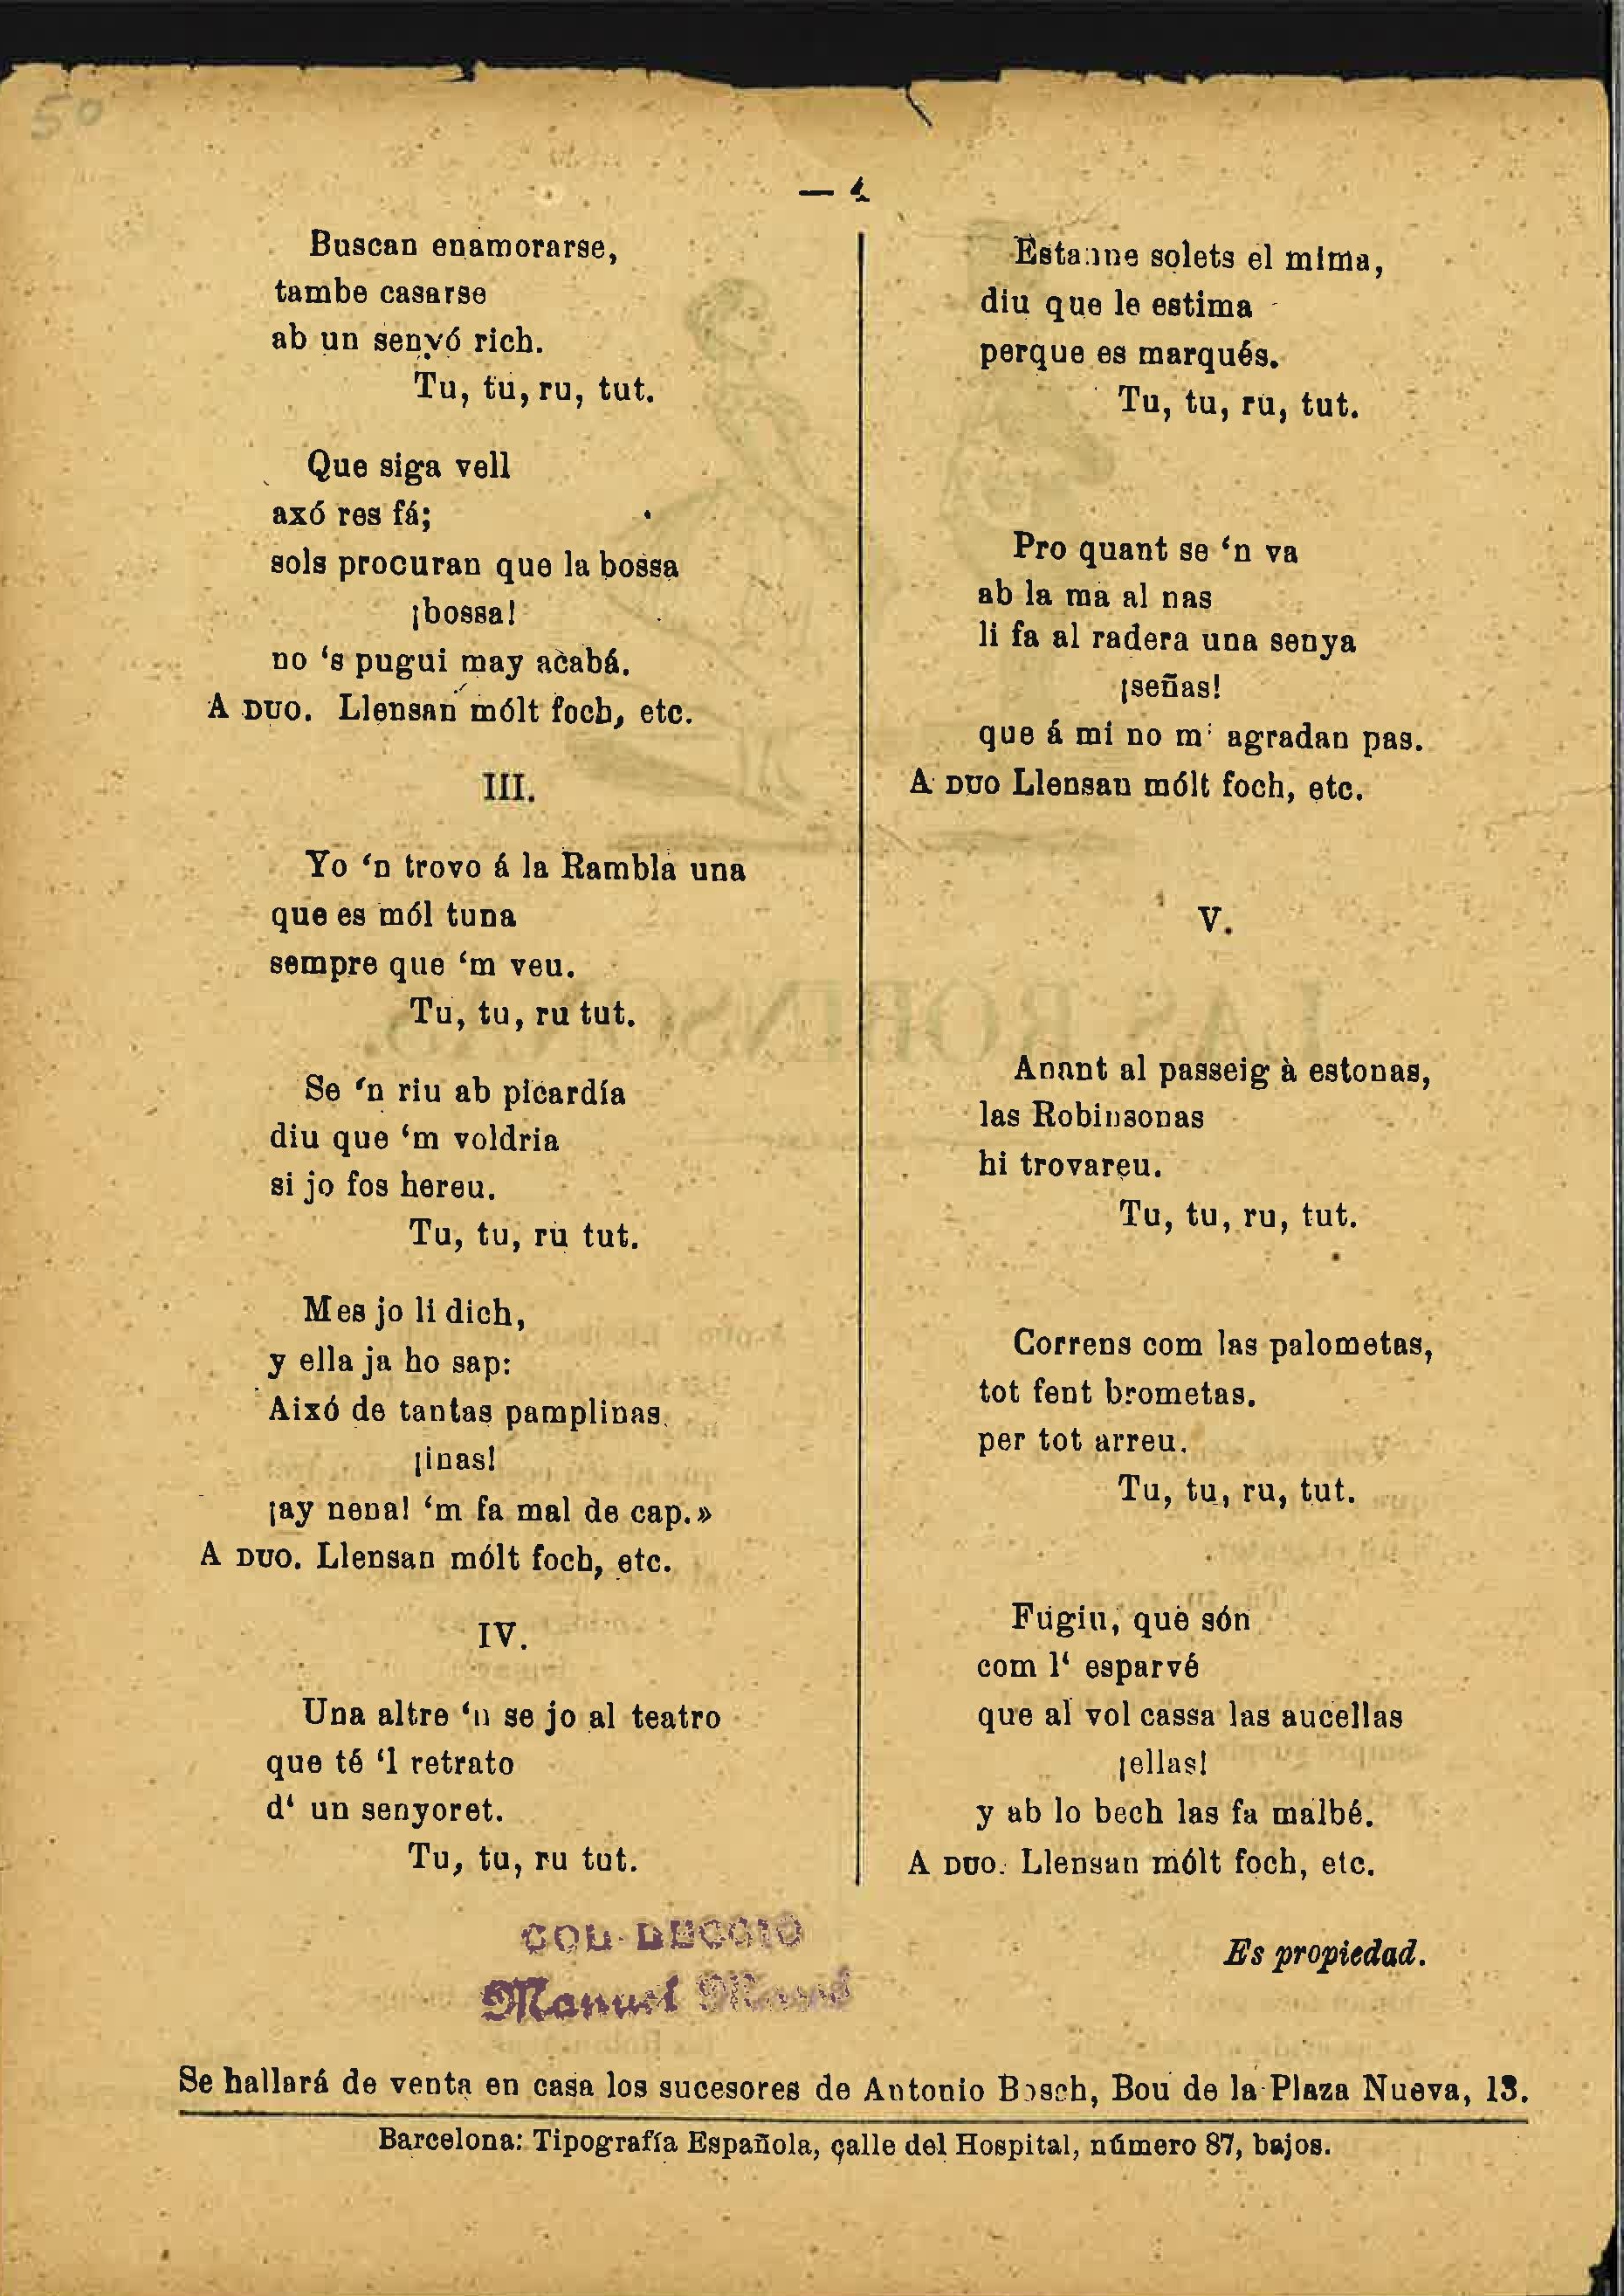 50
— 4
Buscan enamorarse,
tambe casarse
ab un senyó rich.
Tu, tu, ru, tut.
Que siga vell
axó res fá;
sols procuran que la bossa
¡bossa!
no ‘s pugui may acabá.
A DUO. Llensan mólt foch, etc.
III.
Yo ‘n trovo á la Rambla una
que es mól tuna
sempre que ‘m veu.
Tu, tu, ru tut.
Se ‘n riu ab picardía
diu que ‘m voldria
si jo fos hereu.
Tu, tu, ru tut.
Mes jo li dich,
y ella ja ho sap:
Aixó de tantas pamplinas.
¡inas!
¡ay nena! ‘m fa mal de cap.»
A DUO. Llensan mólt foch, etc.
IV.
Una altre ‘n se jo al teatro
que té ‘l retrato
d‘ un senyoret.
Tu, tu, ru tut.
Estanne solets el mima,
diu que le estima
perque es marqués.
Tu, tu, ru, tut.
Pro quant se ‘n va
ab la ma al nas
li fa al radera una senya
¡señas!
que á mi no m‘ agradan pas.
A DUO Llensan mólt foch, etc.
V.
Anant al passeig à estonas,
las Robinsonas
hi trovareu.
Tu, tu, ru, tut.
Correns com las palometas,
tot fent brometas.
per tot arreu.
Tu, tu, ru, tut.
Fugiu, que són
com l‘ esparvé
que al vol cassa las aucellas
¡ellas!
y ab lo bech las fa malbé.
A DUO. Llensan mólt foch, etc.
Es propiedad.
Manuel
Se hallará de venta en casa los sucesores de Antonio Bosch, Bou de la Plaza Nueva, 13.
Barcelona: Tipografía Española, calle del Hospital, número 87, bajos.